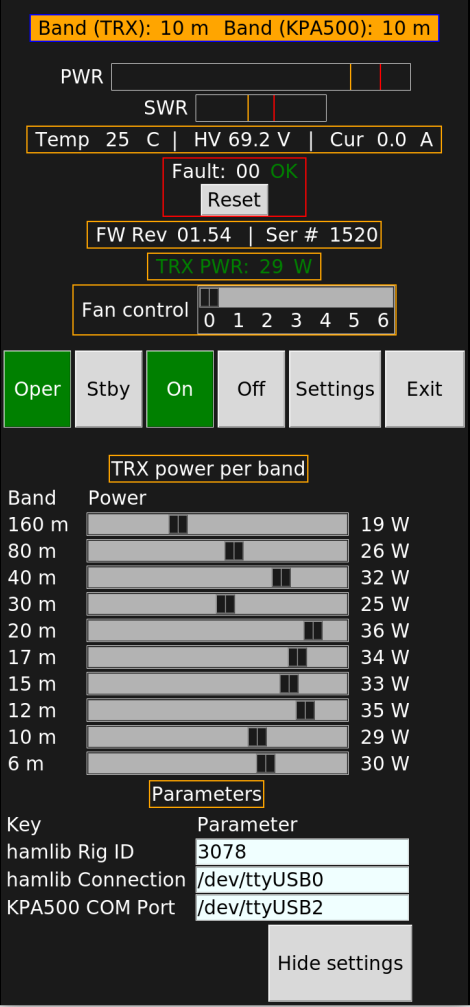 Band (TRX): 10 m Band (KPA500): 10 m
PWR
SWR
Temp 25 C | HV 69.2 V | Cur 0.0 A
Fault: 00 OK
Reset
FW Rev 01.54 | Ser # 1520
TRX PWR: 29 W
Fan control
0 1 2 3 4 5 6
Oper Stby On Off Settings Exit
TRX power per band
Band Power
160 m 19 W
80 m 26 W
40 m 32 W
30 m 25 W
20 m 36 W
17 m 34 W
15 m 33 W
12 m 35 W
10 m 29 W
6 m 30 W
Parameters
Key Parameter
hamlib Rig ID 3078
hamlib Connection /dev/ttyUSB0
KPA500 COM Port /dev/ttyUSB2
Hide settings